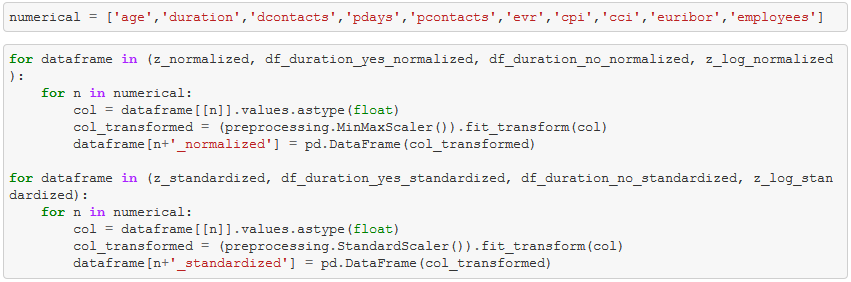 numerical = ['age','duration','dcontacts','pdays','pcontacts','evr','cpi','cci','euribor','employees']
for dataframe in (z_normalized, df_duration_yes_normalized, df_duration_no_normalized, z_log_normalized
):
    for n in numerical:
        col = dataframe[[n]].values.astype(float)
        col_transformed = (preprocessing.MinMaxScaler()).fit_transform(col)
        dataframe[n+'_normalized'] = pd.DataFrame(col_transformed)
for dataframe in (z_standardized, df_duration_yes_standardized, df_duration_no_standardized, z_log_stan
dardized):
    for n in numerical:
        col = dataframe[[n]].values.astype(float)
        col_transformed = (preprocessing.StandardScaler()).fit_transform(col)
        dataframe[n+'_standardized'] = pd.DataFrame(col_transformed)